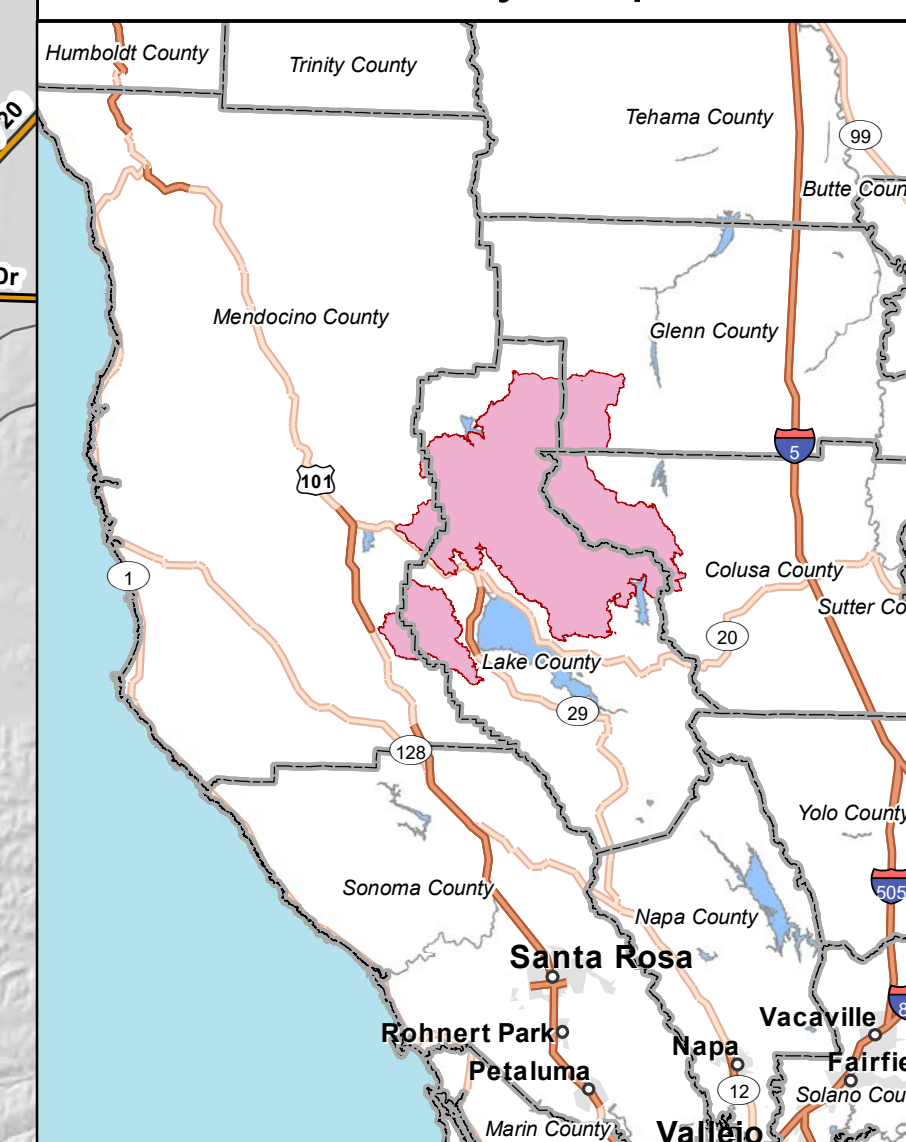 Humboldt County
Trinity County
Tehama County
20
99
Butte Coun
Dr
Mendocino County
Glenn County
5
101
1
Colusa County
Sutter Co
20
Lake County
29
128
Yolo County
505
Sonoma County
Napa County
Santa Rosa
8
Vacaville
Rohnert Park
Napa
Fairfie
Petaluma
12
Solano Cou
Marin County
Vallejo